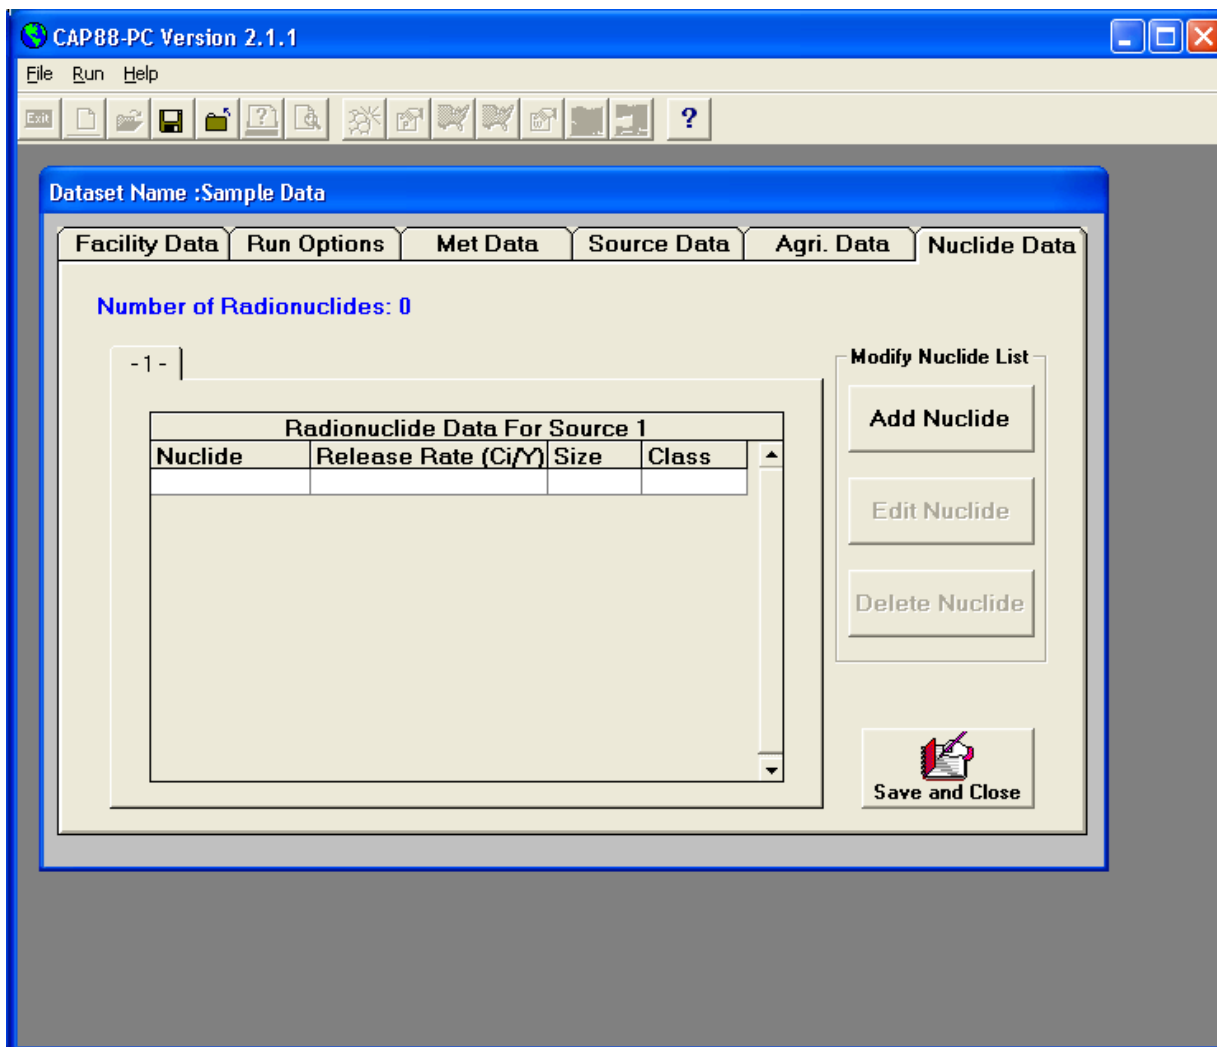 CAP88-PC Version 2.1.1
File Run Help
Exit
?
Dataset Name :Sample Data
Facility Data Run Options Met Data Source Data Agri. Data Nuclide Data
Number of Radionuclides: 0
- 1 -
Modify Nuclide List
Add Nuclide
Radionuclide Data For Source 1
Nuclide Release Rate (Ci/Y) Size Class
Edit Nuclide
Delete Nuclide
Save and Close